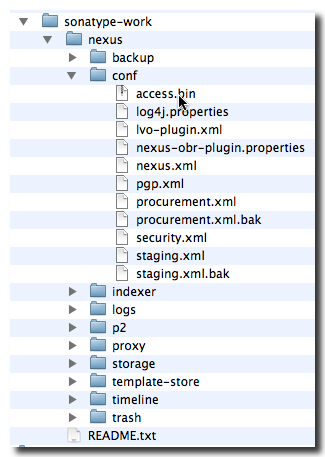 sonatype-work
nexus
backup
conf
access.bin
log4j.properties
lvo-plugin.xml
nexus-obr-plugin.properties
nexus.xml
pgp.xml
procurement.xml
procurement.xml.bak
security.xml
staging.xml
staging.xml.bak
indexer
logs
p2
proxy
storage
template-store
timeline
trash
README.txt